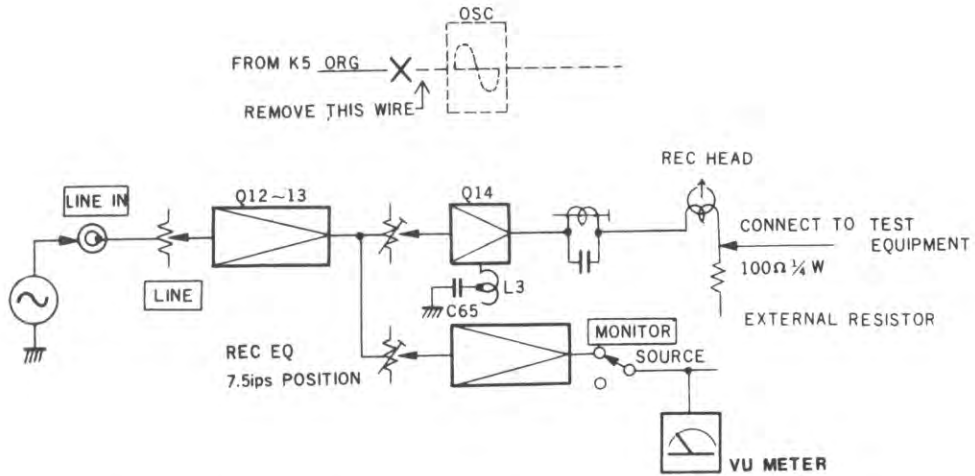 OSC
FROM K5 ORG
REMOVE THIS WIRE
REC HEAD
LINE IN
Q12~13
Q14
CONNECT TO TEST
EQUIPMENT
100Ω ¼ W
LINE
L3
C65
EXTERNAL RESISTOR
MONITOR
SOURCE
REC EQ
7.5ips POSITION
VU METER